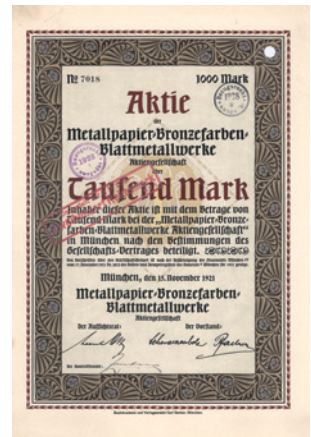 No 7018 1000 Mark
Aktie
der
Metallpapier-Bronzefarben-
Blattmetallwerke
Aktiengesellschaft
über
Tausend Mark
Inhaber dieser Aktie ist mit dem Betrage von
Tausend Mark bei der „Metallpapier-Bronze-
farben-Blattmetallwerke Aktiengesellschaft“
in München nach den Bestimmungen des
Gesellschafts-Vertrages beteiligt.
München, den 15. November 1921
Metallpapier-Bronzefarben-
Blattmetallwerke
Aktiengesellschaft
Der Aufsichtsrat: Der Vorstand: